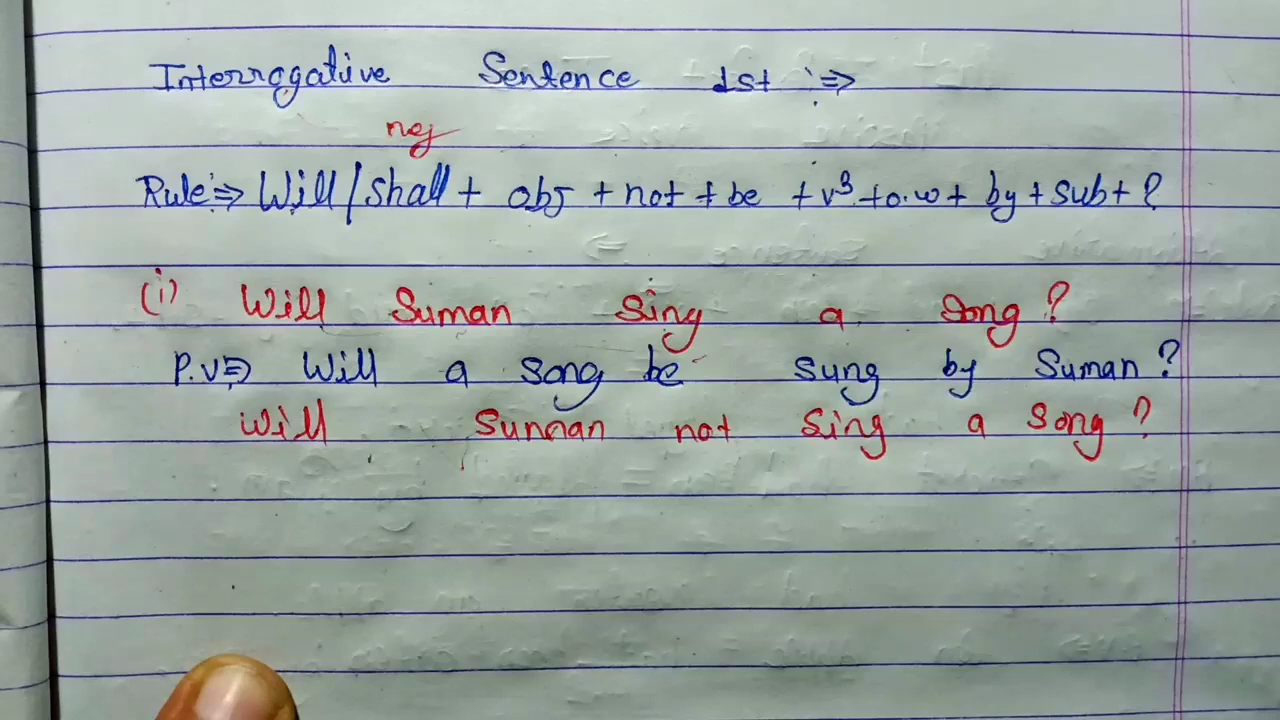 Interrogative Sentence 1st :⇒
neg
Rule⇒ Will/Shall + obj + not + be + v³ + o.w + by + sub + ?
(i) Will Suman sing a song?
P.V⇒ Will a song be sung by Suman?
Will Suman not sing a song?